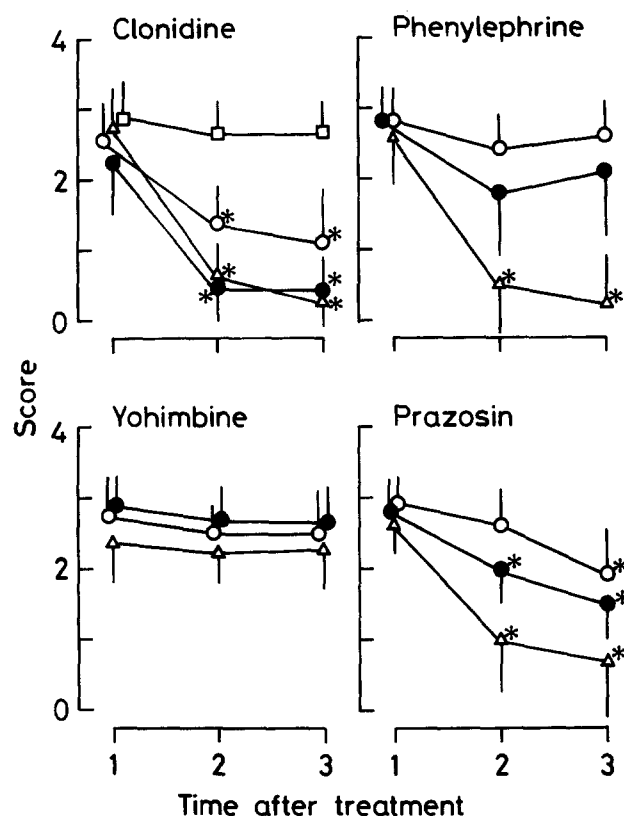 Clonidine
Phenylephrine
4
2
0
*
*
*
*
*
*
*
*
Score
Yohimbine
Prazosin
4
2
0
*
*
*
*
*
1 2 3
1 2 3
Time after treatment